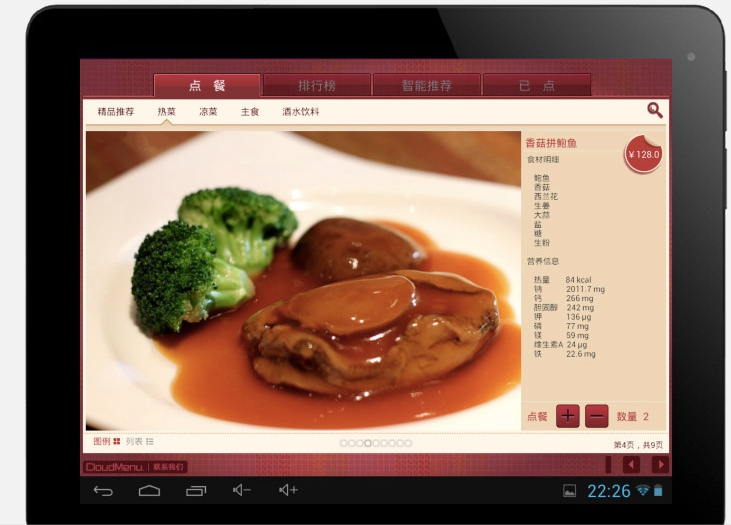 点 餐
排行榜
智能推荐
已 点
精品推荐 热菜 凉菜 主食 酒水饮料
香菇拼鲍鱼
¥128.0
食材明细
鲍鱼
香菇
西兰花
生姜
大蒜
盐
糖
生粉
营养信息
热量 84 kcal
钠 2011.7 mg
钙 266 mg
胆固醇 242 mg
钾 136 μg
磷 77 mg
镁 59 mg
维生素A 24 μg
铁 22.6 mg
点餐 + − 数量 2
图例 列表
第4页，共9页
CloudMenu. | 联系我们
22:26